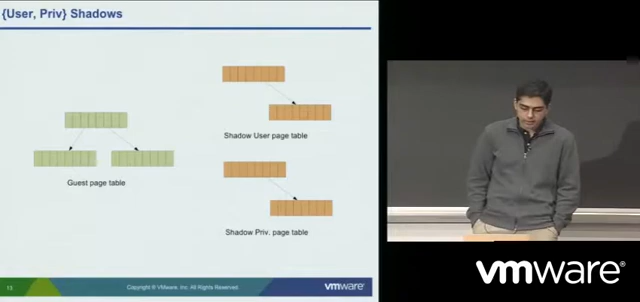 {User, Priv} Shadows
Shadow User page table
Guest page table
Shadow Priv. page table
13 Copyright © VMware, Inc. All Rights Reserved. vmware
vmware®